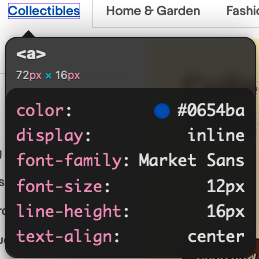 Collectibles Home & Garden Fashi
<a>
72px × 16px
color: #0654ba
display: inline
font-family: Market Sans
font-size: 12px
line-height: 16px
text-align: center